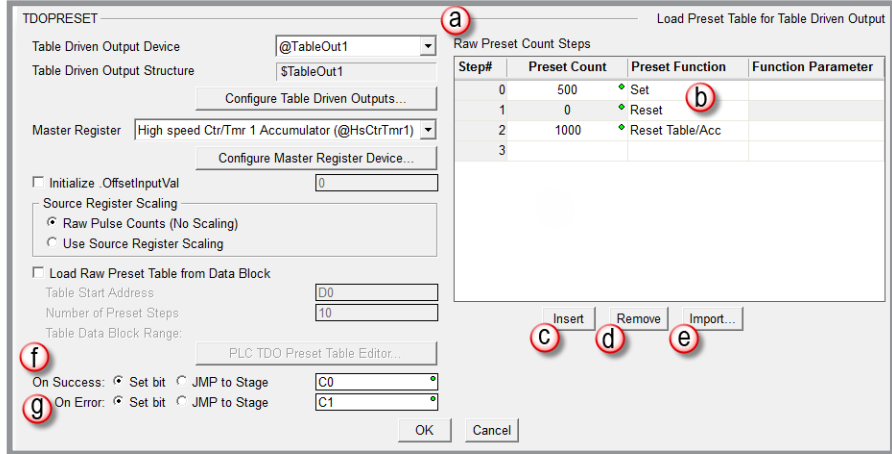 TDOPRESET
a
Load Preset Table for Table Driven Output
Table Driven Output Device
@TableOut1
Table Driven Output Structure
$TableOut1
Configure Table Driven Outputs...
Master Register
High speed Ctr/Tmr 1 Accumulator (@HsCtrTmr1)
Configure Master Register Device...
Initialize .OffsetInputVal
0
Source Register Scaling
Raw Pulse Counts (No Scaling)
Use Source Register Scaling
Load Raw Preset Table from Data Block
Table Start Address
D0
Number of Preset Steps
10
Table Data Block Range:
PLC TDO Preset Table Editor...
f
On Success: Set bit JMP to Stage C0
g
On Error: Set bit JMP to Stage C1
Raw Preset Count Steps
Step# Preset Count Preset Function Function Parameter
0 500 Set
b
1 0 Reset
2 1000 Reset Table/Acc
3
Insert Remove Import...
c d e
OK Cancel